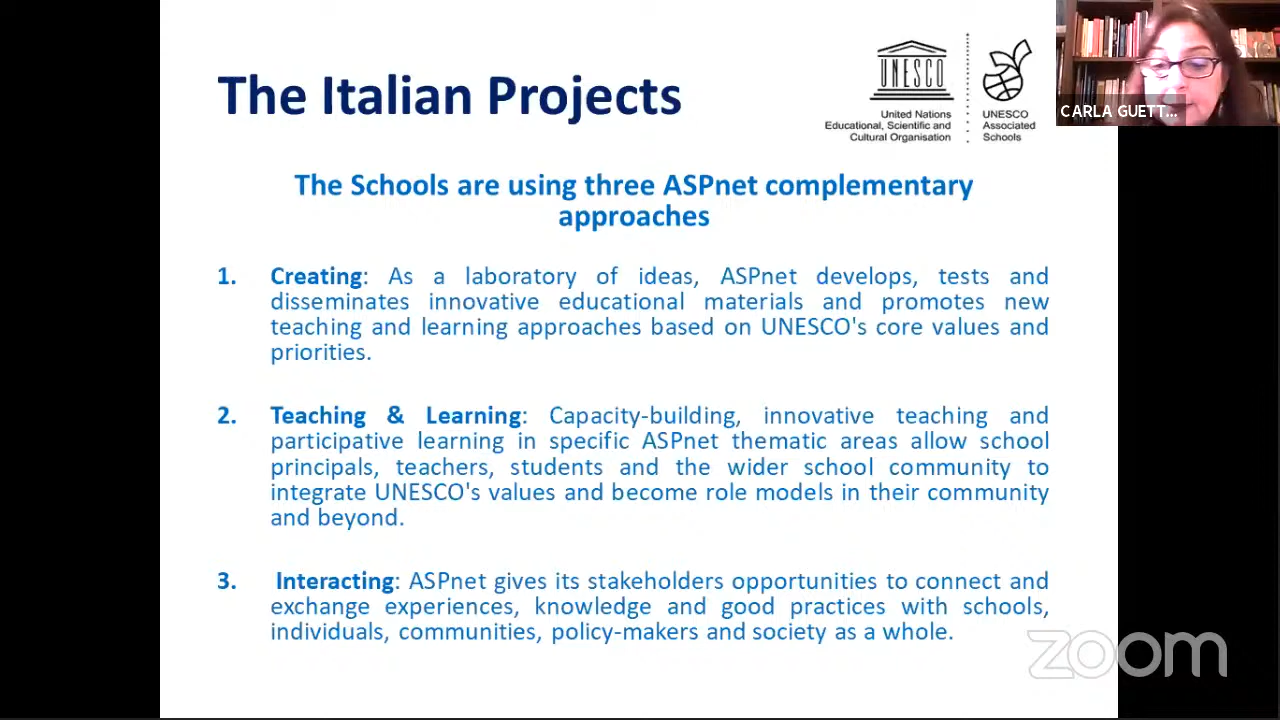 The Italian Projects
UNESCO
United Nations
Educational, Scientific and
Cultural Organisation
UNESCO
Associated
Schools
CARLA GUETT...
The Schools are using three ASPnet complementary
approaches
1. Creating: As a laboratory of ideas, ASPnet develops, tests and
disseminates innovative educational materials and promotes new
teaching and learning approaches based on UNESCO's core values and
priorities.
2. Teaching & Learning: Capacity-building, innovative teaching and
participative learning in specific ASPnet thematic areas allow school
principals, teachers, students and the wider school community to
integrate UNESCO's values and become role models in their community
and beyond.
3. Interacting: ASPnet gives its stakeholders opportunities to connect and
exchange experiences, knowledge and good practices with schools,
individuals, communities, policy-makers and society as a whole.
zoom